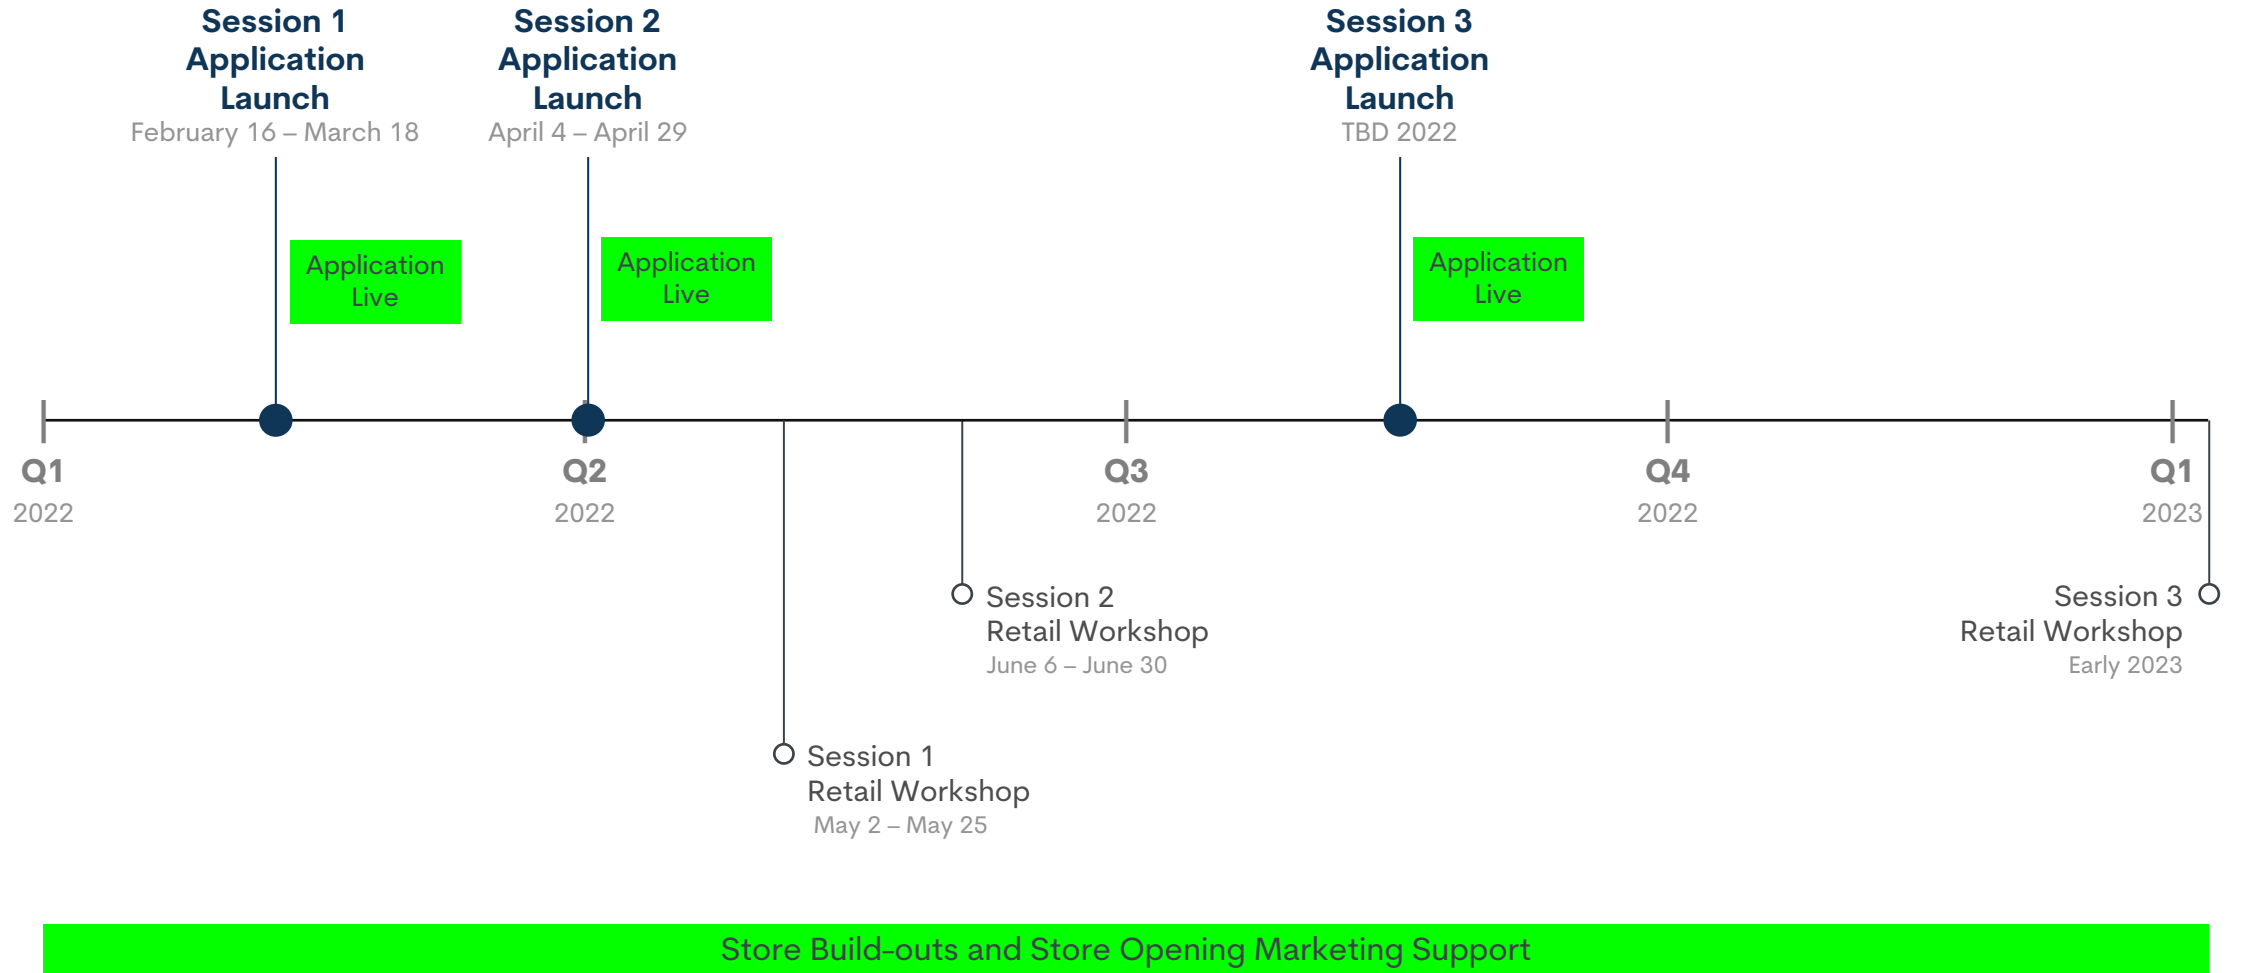 Session 1
Application
Launch
February 16 – March 18
Session 2
Application
Launch
April 4 – April 29
Session 3
Application
Launch
TBD 2022
Application
Live
Application
Live
Application
Live
Q1
2022
Q2
2022
Q3
2022
Q4
2022
Q1
2023
Session 2
Retail Workshop
June 6 – June 30
Session 3
Retail Workshop
Early 2023
Session 1
Retail Workshop
May 2 – May 25
Store Build-outs and Store Opening Marketing Support